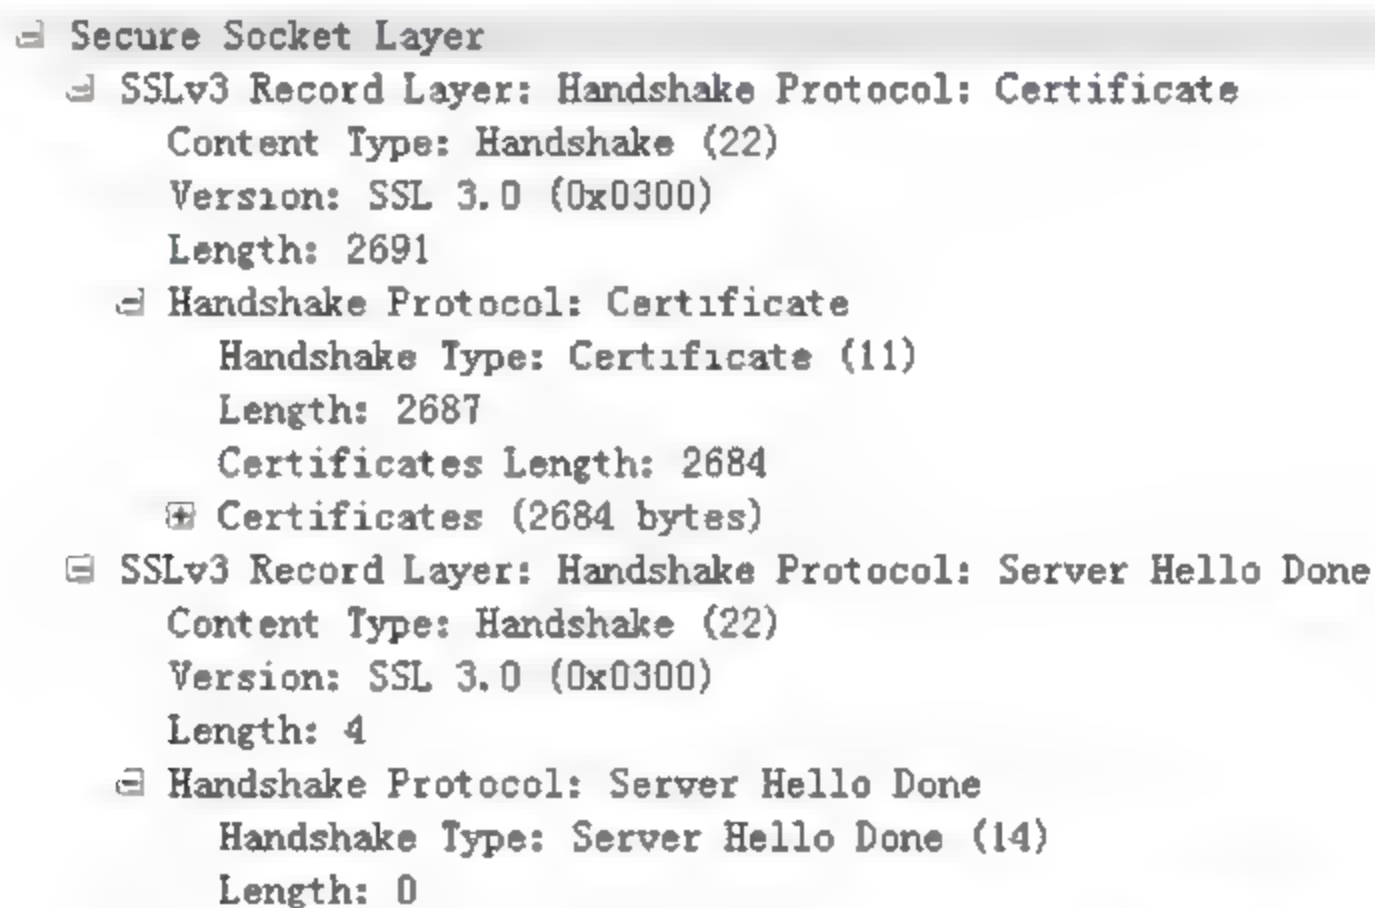 Secure Socket Layer
SSLv3 Record Layer: Handshake Protocol: Certificate
Content Type: Handshake (22)
Version: SSL 3.0 (0x0300)
Length: 2691
Handshake Protocol: Certificate
Handshake Type: Certificate (11)
Length: 2687
Certificates Length: 2684
Certificates (2684 bytes)
SSLv3 Record Layer: Handshake Protocol: Server Hello Done
Content Type: Handshake (22)
Version: SSL 3.0 (0x0300)
Length: 4
Handshake Protocol: Server Hello Done
Handshake Type: Server Hello Done (14)
Length: 0